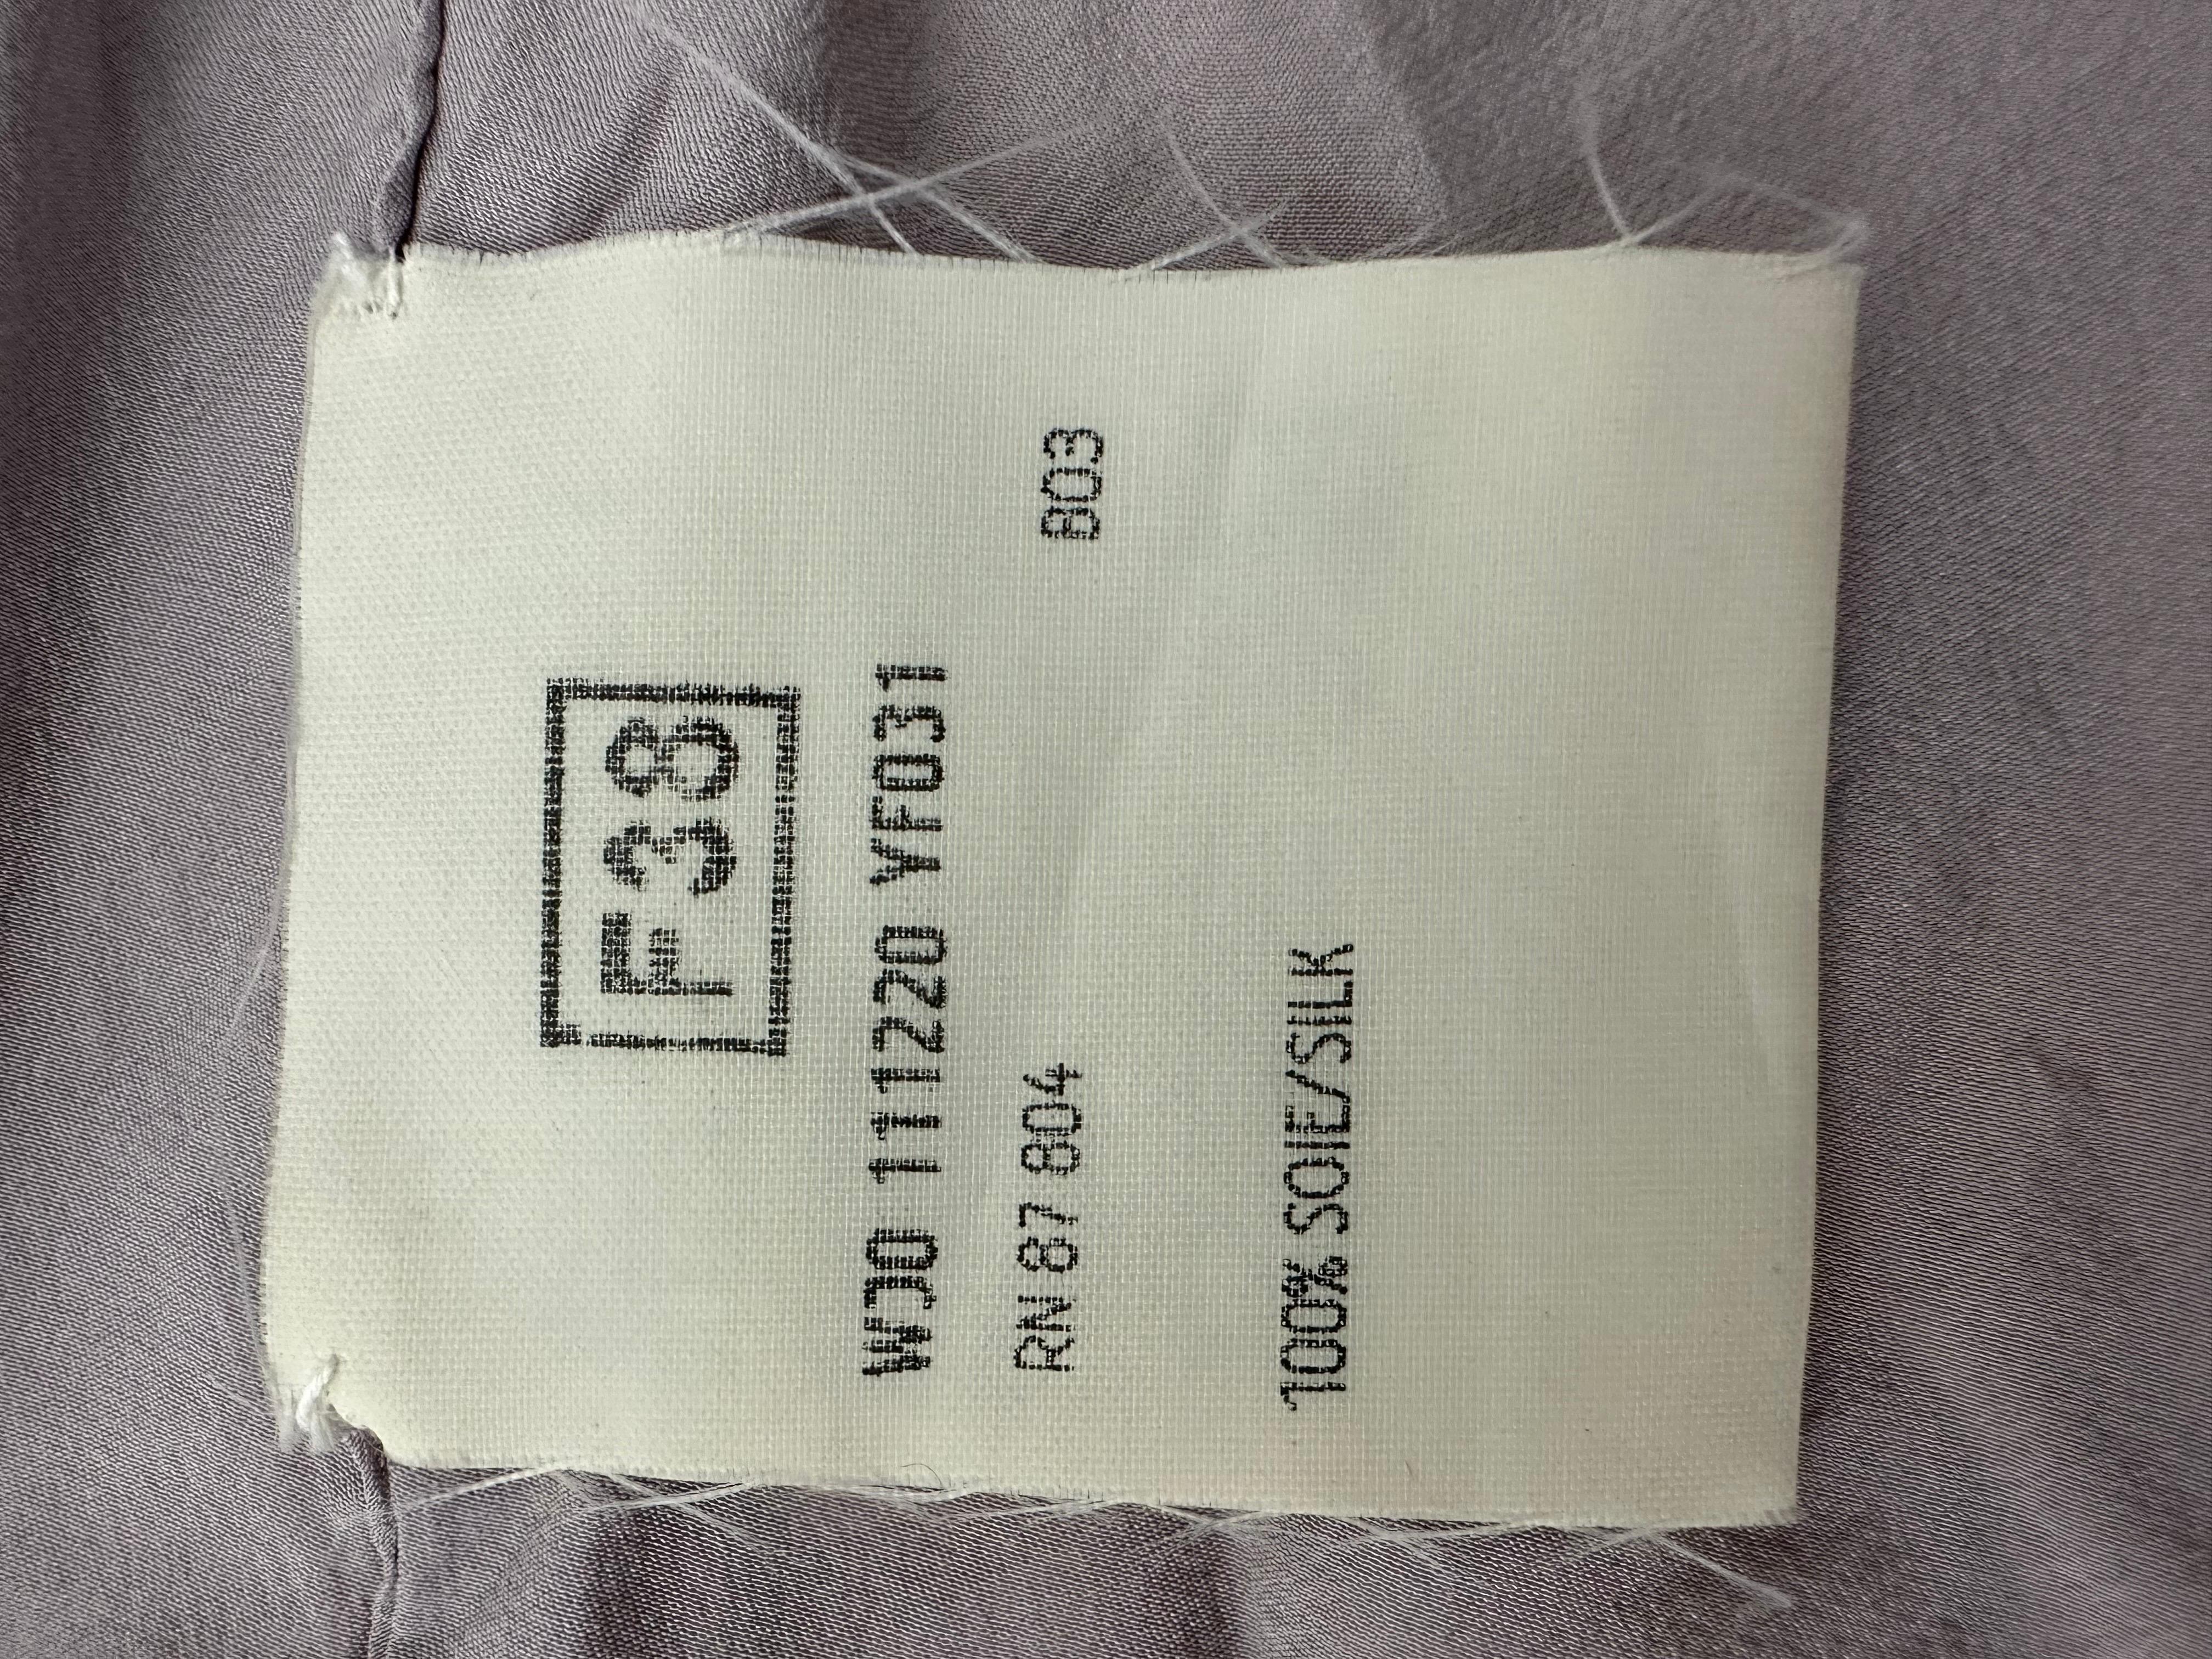 F38
WJ0 111220 YF031
RN 87 804 B03
100% SOIE/SILK